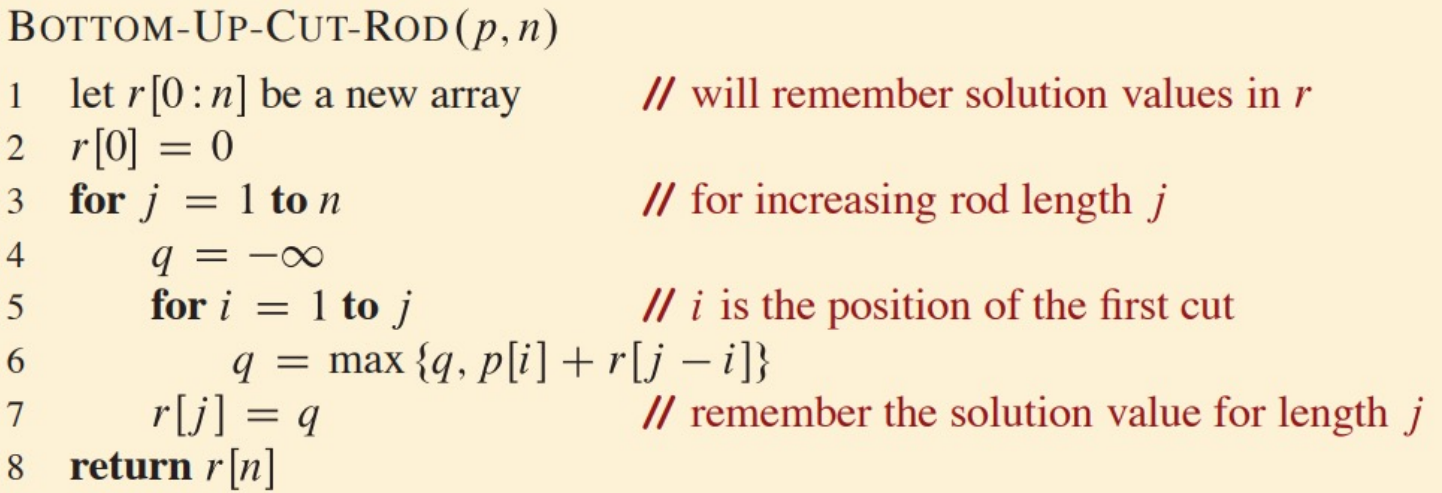 BOTTOM-UP-CUT-ROD(p, n)
1 let r[0 : n] be a new array // will remember solution values in r
2 r[0] = 0
3 for j = 1 to n // for increasing rod length j
4 q = −∞
5 for i = 1 to j // i is the position of the first cut
6 q = max {q, p[i] + r[j − i]}
7 r[j] = q // remember the solution value for length j
8 return r[n]